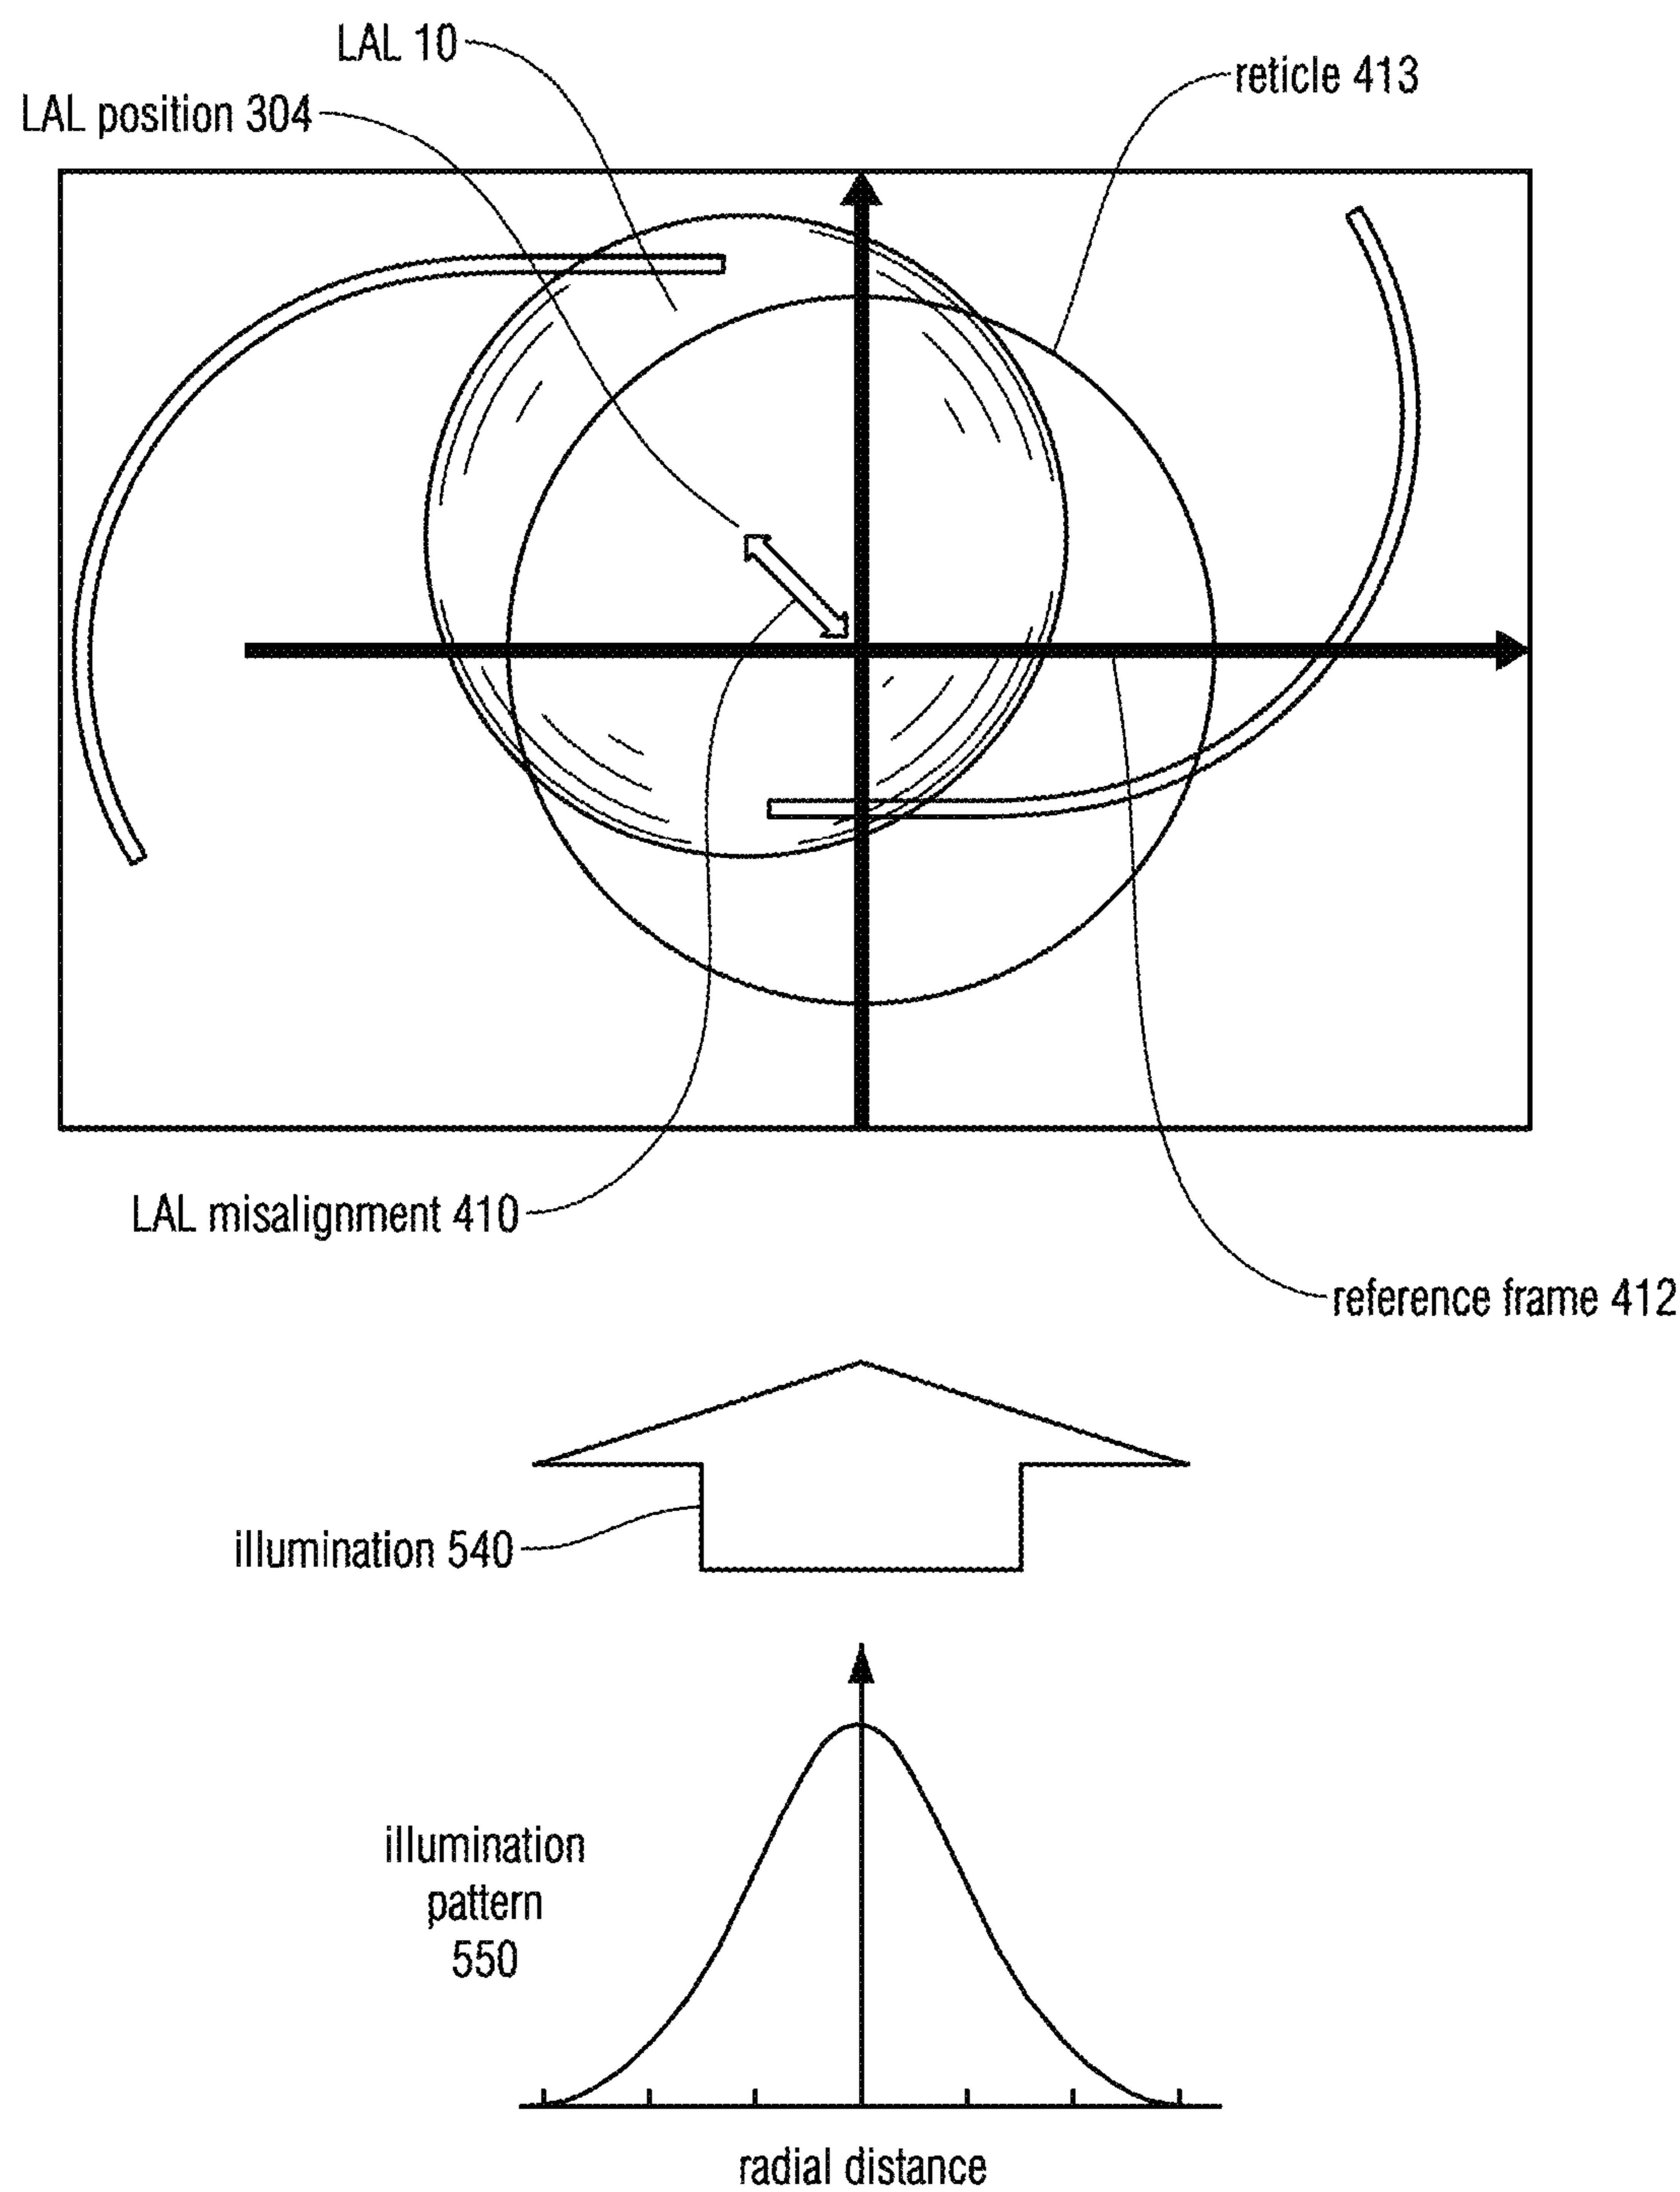 LAL 10
LAL position 304
reticle 413
LAL misalignment 410
reference frame 412
illumination 540
illumination
pattern
550
radial distance